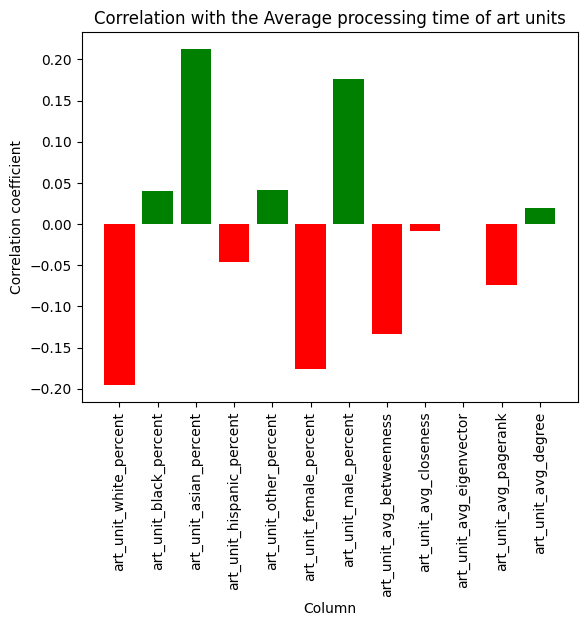 Correlation with the Average processing time of art units
Correlation coefficient
0.20
0.15
0.10
0.05
0.00
−0.05
−0.10
−0.15
−0.20
art_unit_white_percent
art_unit_black_percent
art_unit_asian_percent
art_unit_hispanic_percent
art_unit_other_percent
art_unit_female_percent
art_unit_male_percent
art_unit_avg_betweenness
art_unit_avg_closeness
art_unit_avg_eigenvector
art_unit_avg_pagerank
art_unit_avg_degree
Column